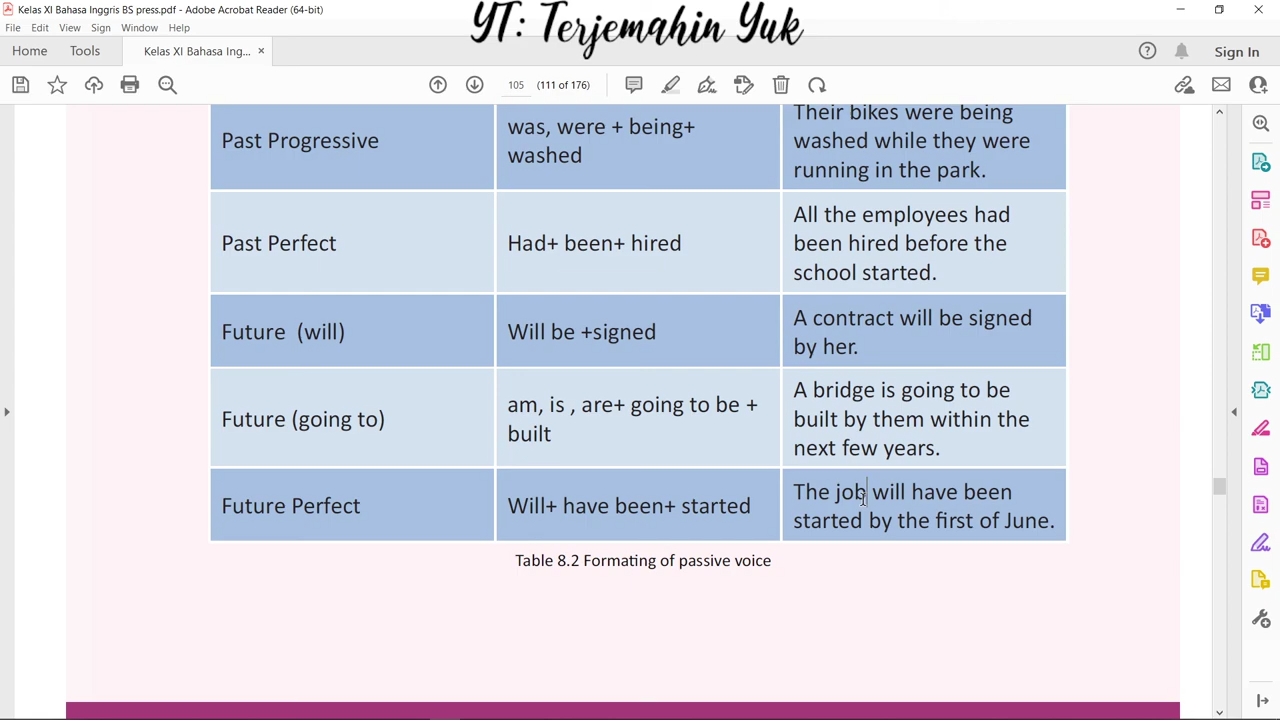 Kelas XI Bahasa Inggris BS press.pdf - Adobe Acrobat Reader (64-bit)
YT: Terjemahin Yuk
File Edit View Sign Window Help
Home Tools Kelas XI Bahasa Ing... × Sign In
105 (111 of 176)
Past Progressive
was, were + being+
washed
Their bikes were being
washed while they were
running in the park.
Past Perfect
Had+ been+ hired
All the employees had
been hired before the
school started.
Future (will)
Will be +signed
A contract will be signed
by her.
Future (going to)
am, is , are+ going to be +
built
A bridge is going to be
built by them within the
next few years.
Future Perfect
Will+ have been+ started
The job will have been
started by the first of June.
Table 8.2 Formating of passive voice